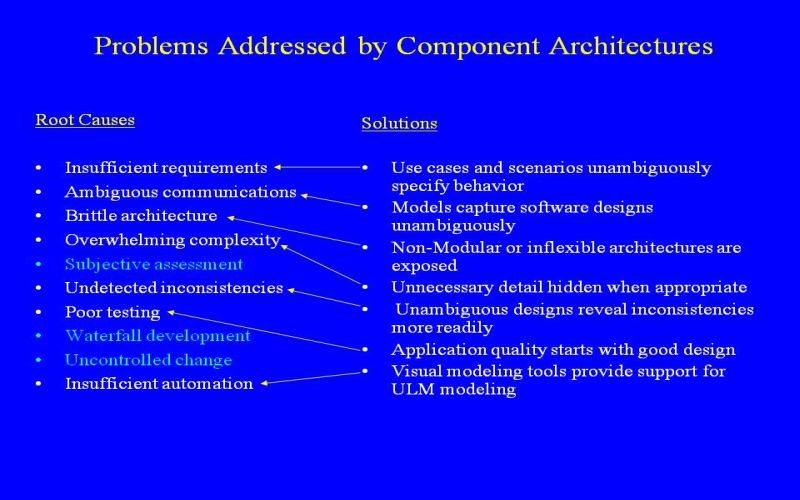 Problems Addressed by Component Architectures
Root Causes
• Insufficient requirements
• Ambiguous communications
• Brittle architecture
• Overwhelming complexity
• Subjective assessment
• Undetected inconsistencies
• Poor testing
• Waterfall development
• Uncontrolled change
• Insufficient automation
Solutions
• Use cases and scenarios unambiguously
specify behavior
• Models capture software designs
unambiguously
• Non-Modular or inflexible architectures are
exposed
• Unnecessary detail hidden when appropriate
• Unambiguous designs reveal inconsistencies
more readily
• Application quality starts with good design
• Visual modeling tools provide support for
ULM modeling